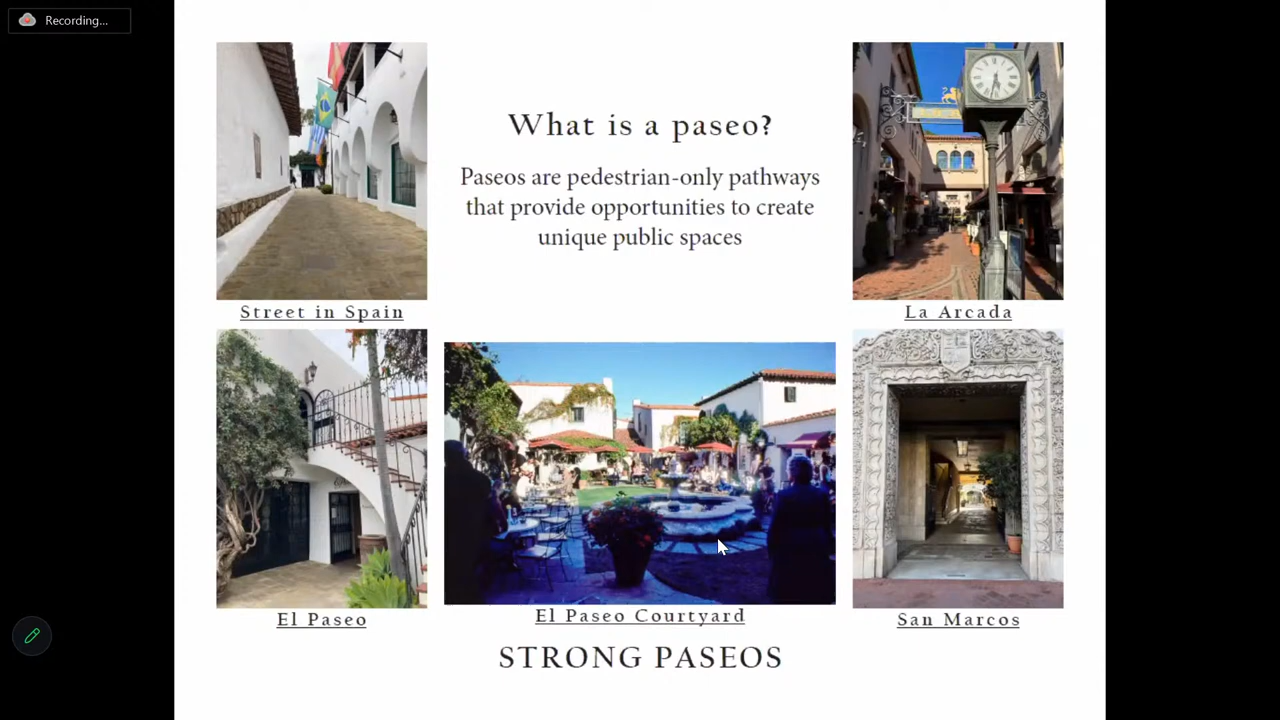 Recording...
What is a paseo?
Paseos are pedestrian-only pathways
that provide opportunities to create
unique public spaces
Street in Spain
La Arcada
El Paseo
El Paseo Courtyard
San Marcos
STRONG PASEOS